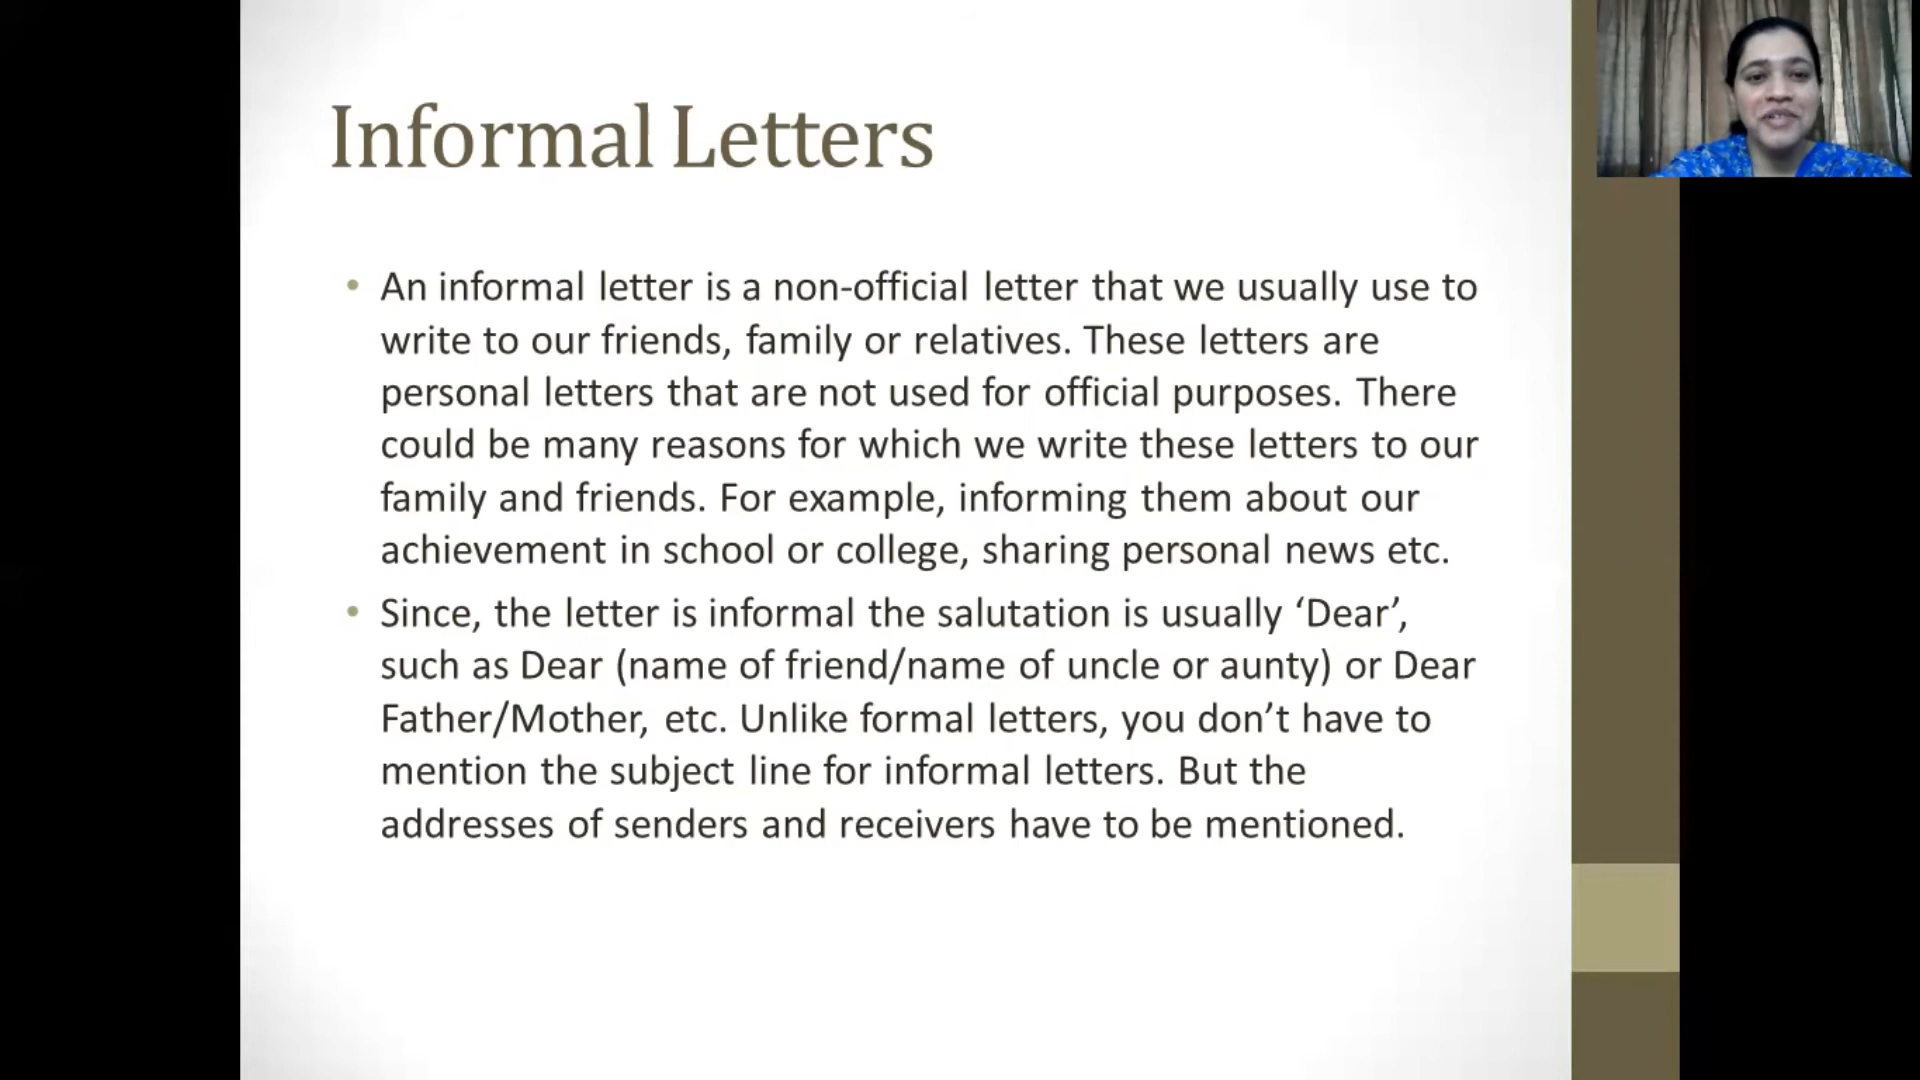 Informal Letters
• An informal letter is a non-official letter that we usually use to
write to our friends, family or relatives. These letters are
personal letters that are not used for official purposes. There
could be many reasons for which we write these letters to our
family and friends. For example, informing them about our
achievement in school or college, sharing personal news etc.
• Since, the letter is informal the salutation is usually ‘Dear’,
such as Dear (name of friend/name of uncle or aunty) or Dear
Father/Mother, etc. Unlike formal letters, you don’t have to
mention the subject line for informal letters. But the
addresses of senders and receivers have to be mentioned.